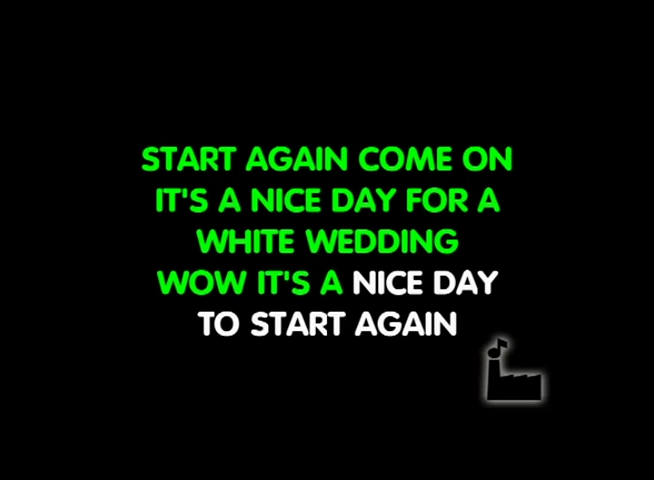 START AGAIN COME ON
IT'S A NICE DAY FOR A
WHITE WEDDING
WOW IT'S A NICE DAY
TO START AGAIN